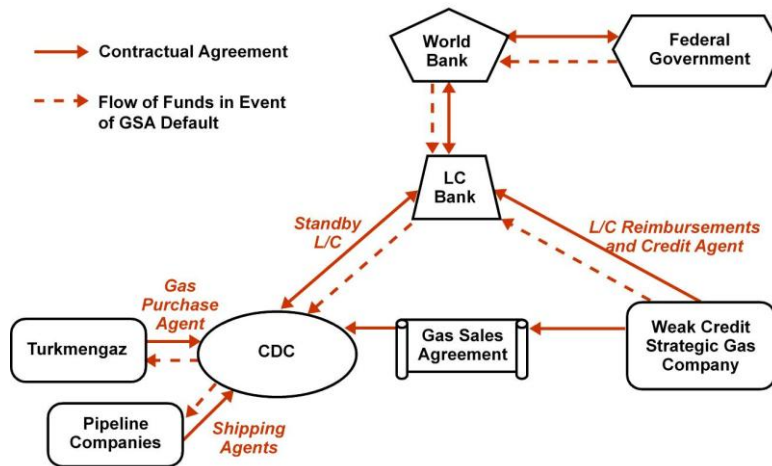 Contractual Agreement
Flow of Funds in Event
of GSA Default
World
Bank
Federal
Government
LC
Bank
Standby
L/C
L/C Reimbursements
and Credit Agent
Gas
Purchase
Agent
Turkmengaz
CDC
Gas Sales
Agreement
Weak Credit
Strategic Gas
Company
Pipeline
Companies
Shipping
Agents